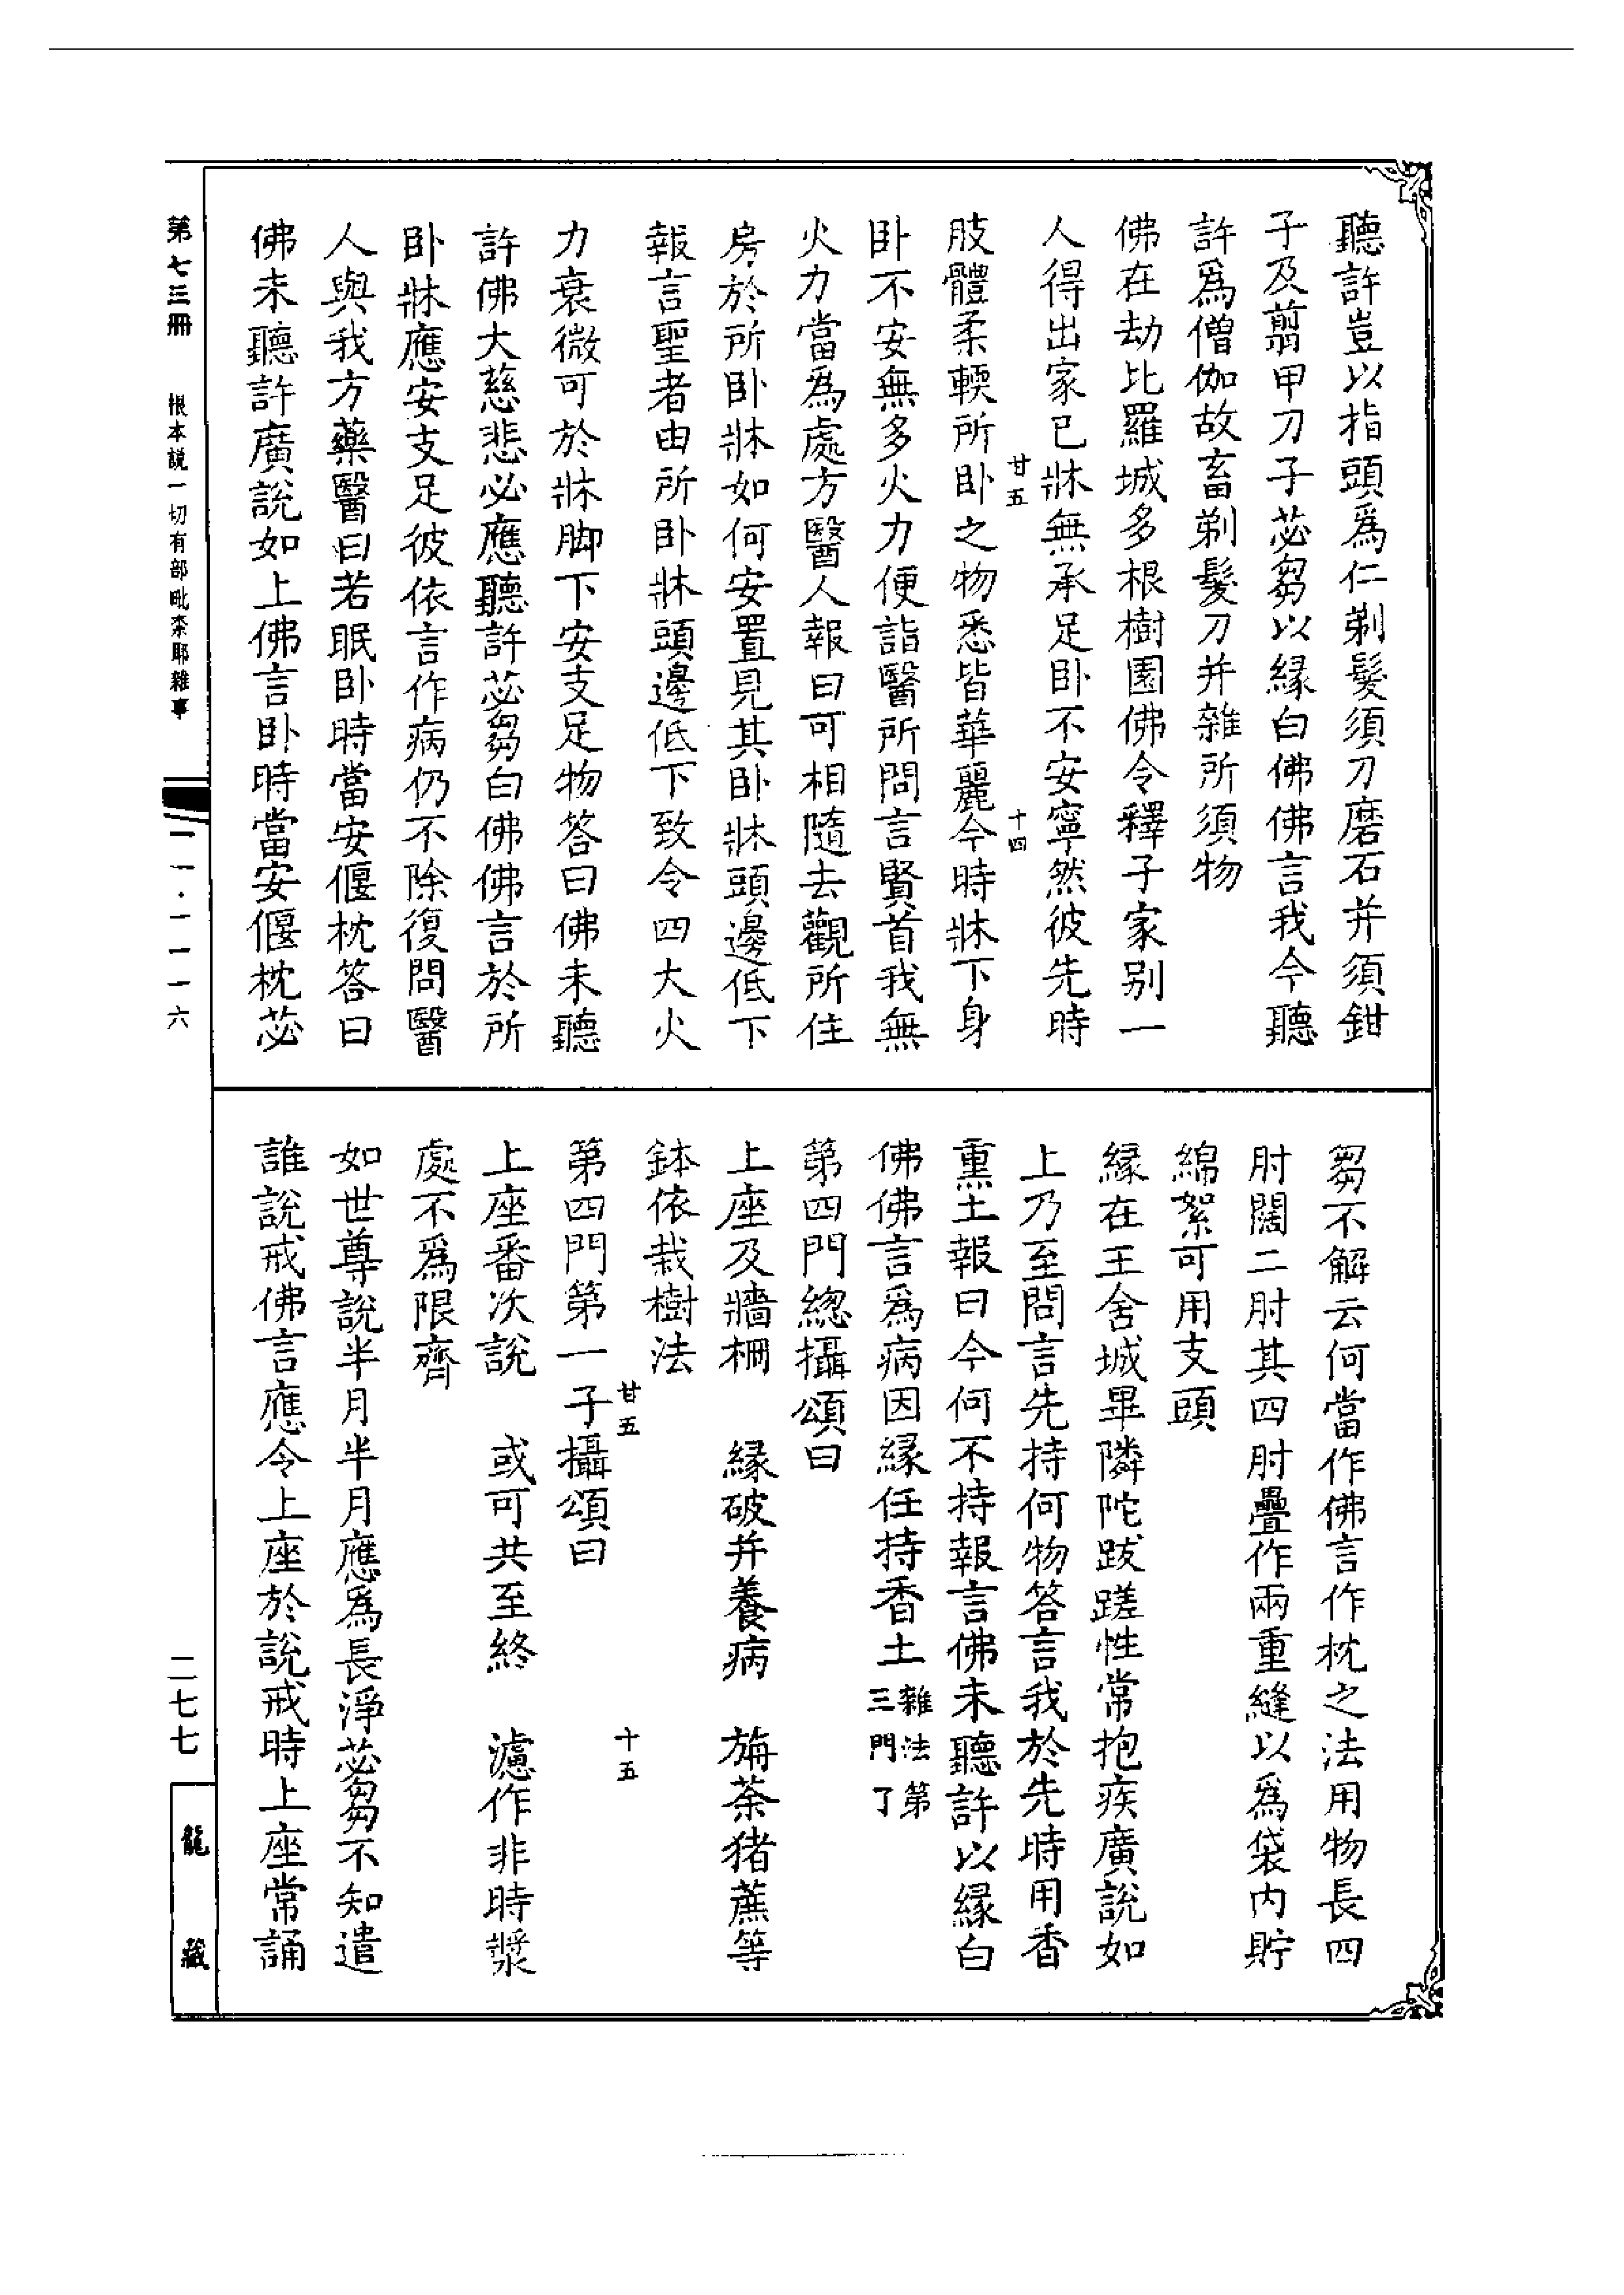 聽許豈以指頭爲仁剃髮須刀磨石并須鉗
子及翦甲刀子苾芻以縁白佛佛言我今聽
許爲僧伽故畜剃髮刀并雜所須物
佛在劫比羅城多根樹園佛令釋子家别一
人得出家已牀無承足卧不安寧然彼先時
甘五　十四
肢體柔輭所卧之物悉皆華麗今時牀下身
卧不安無多火力便詣醫所問言賢首我無
火力當爲處方醫人報曰可相隨去觀所住
房於所卧牀如何安置見其卧牀頭邊低下
報言聖者由所卧牀頭邊低下致令四大火
力衰微可於牀脚下安支足物答曰佛未聽
許佛大慈悲必應聽許苾芻白佛佛言於所
卧牀應安支足彼依言作病仍不除復問醫
人與我方藥醫曰若眠卧時當安偃枕答曰
佛未聽許廣說如上佛言卧時當安偃枕苾
芻不解云何當作佛言作枕之法用物長四
肘闊二肘其四肘疊作兩重縫以爲袋内貯
綿絮可用支頭
縁在王舍城畢隣陀跋蹉性常抱疾廣說如
上乃至問言先持何物答言我於先時用香
熏土報曰今何不持報言佛未聽許以縁白
佛佛言爲病因縁任持香土雜法第三門了
第四門總攝頌曰
上座及牆柵　縁破并養病　旃荼猪蔗等
鉢依栽樹法
甘五　十五
第四門第一子攝頌曰
上座番次說　或可共至終　濾作非時漿
處不爲限齊
如世尊說半月半月應爲長淨苾芻不知遣
誰說戒佛言應令上座於說戒時上座常誦
第七三冊　根本說一切有部毗柰耶雜事
一一·一一一六
二七七
龍藏